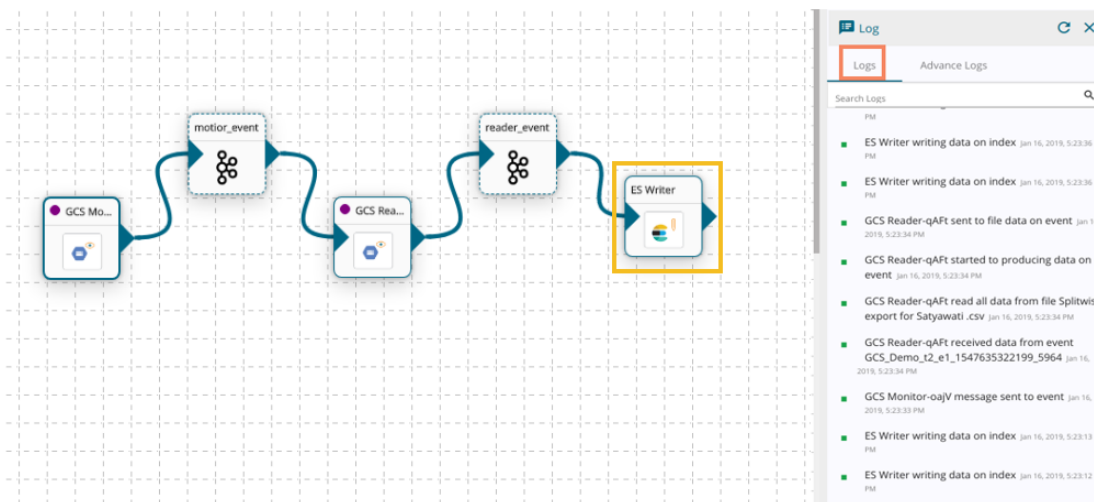 motior_event
reader_event
GCS Mo...
GCS Rea...
ES Writer
Log
Logs
Advance Logs
Search Logs
PM
ES Writer writing data on index Jan 16, 2019, 5:23:36
PM
ES Writer writing data on index Jan 16, 2019, 5:23:36
PM
GCS Reader-qAFt sent to file data on event Jan 1
2019, 5:23:34 PM
GCS Reader-qAFt started to producing data on
event Jan 16, 2019, 5:23:34 PM
GCS Reader-qAFt read all data from file Splitwis
export for Satyawati .csv Jan 16, 2019, 5:23:34 PM
GCS Reader-qAFt received data from event
GCS_Demo_t2_e1_1547635322199_5964 Jan 16,
2019, 5:23:34 PM
GCS Monitor-oajV message sent to event Jan 16,
2019, 5:23:33 PM
ES Writer writing data on index Jan 16, 2019, 5:23:13
PM
ES Writer writing data on index Jan 16, 2019, 5:23:12
PM